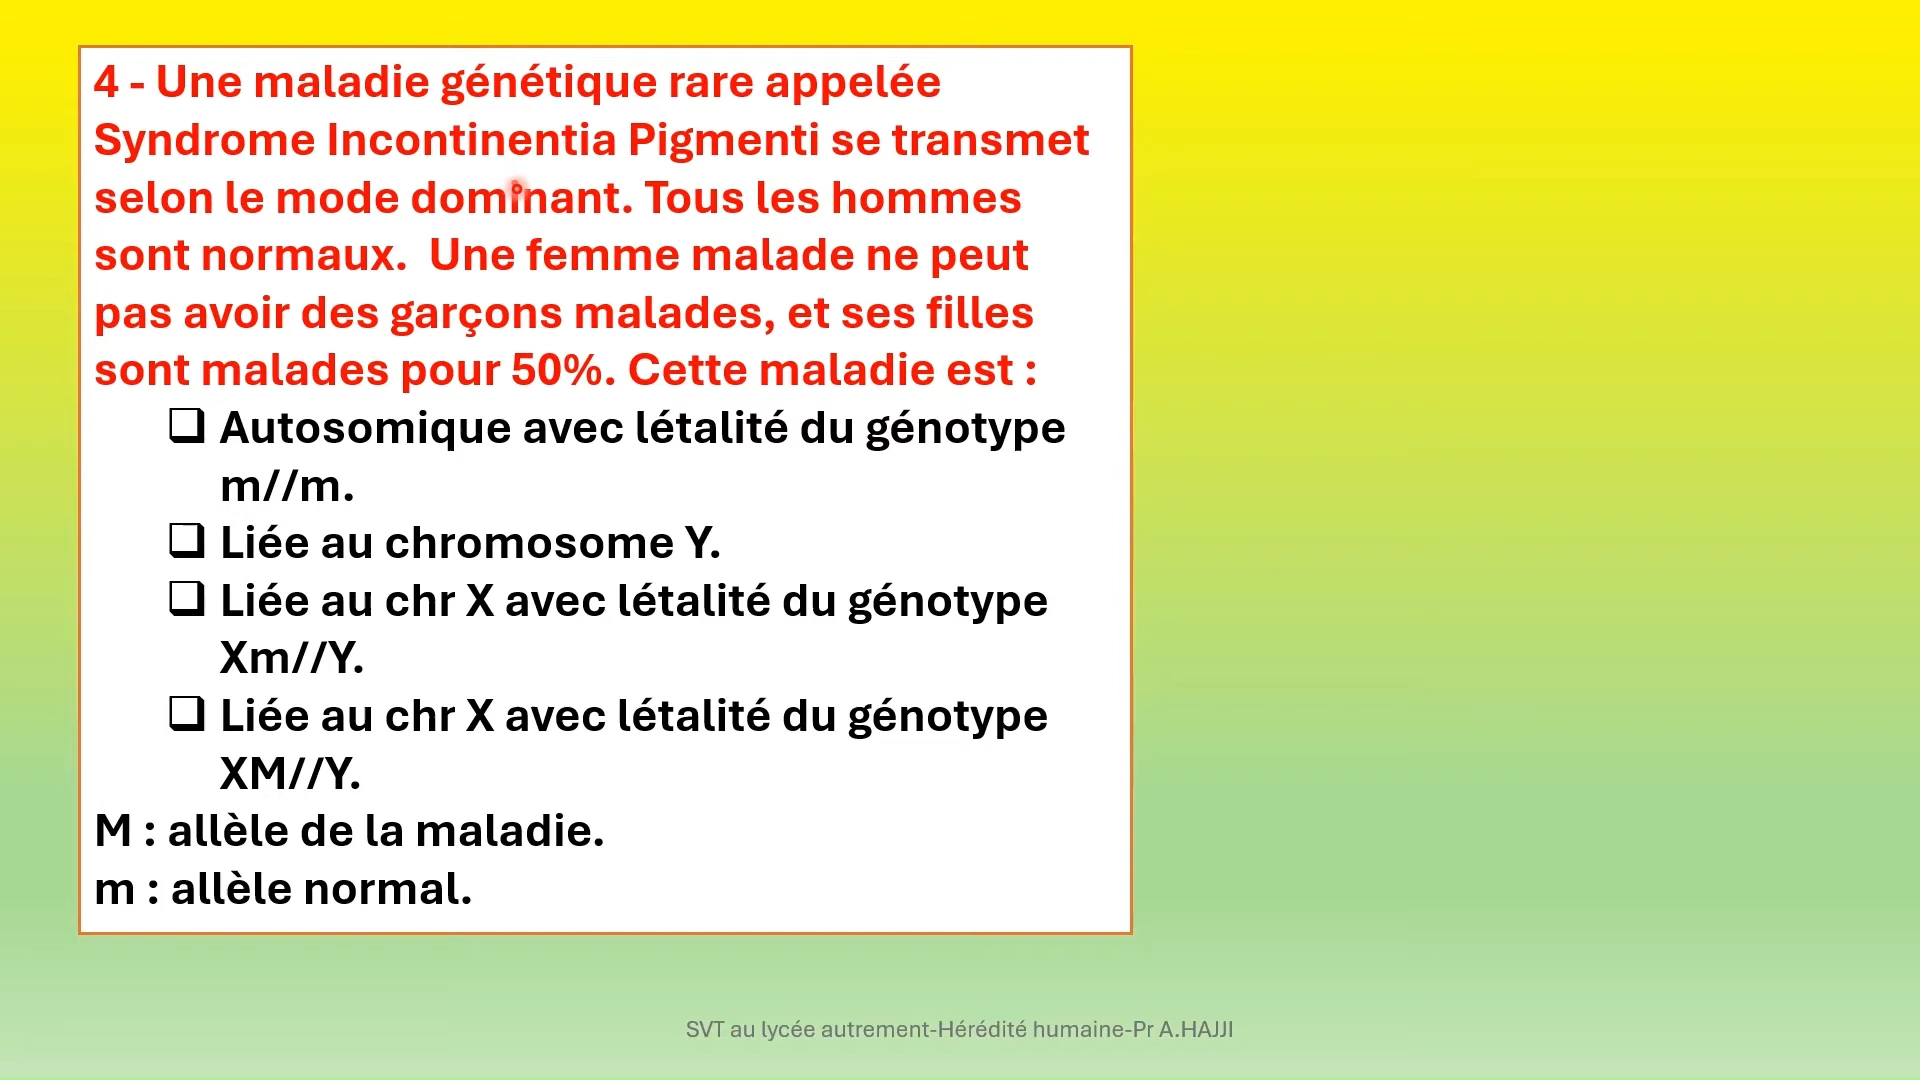 4 - Une maladie génétique rare appelée
Syndrome Incontinentia Pigmenti se transmet
selon le mode dominant. Tous les hommes
sont normaux. Une femme malade ne peut
pas avoir des garçons malades, et ses filles
sont malades pour 50%. Cette maladie est :
❑ Autosomique avec létalité du génotype
m//m.
❑ Liée au chromosome Y.
❑ Liée au chr X avec létalité du génotype
Xm//Y.
❑ Liée au chr X avec létalité du génotype
XM//Y.
M : allèle de la maladie.
m : allèle normal.
SVT au lycée autrement-Hérédité humaine-Pr A.HAJJI